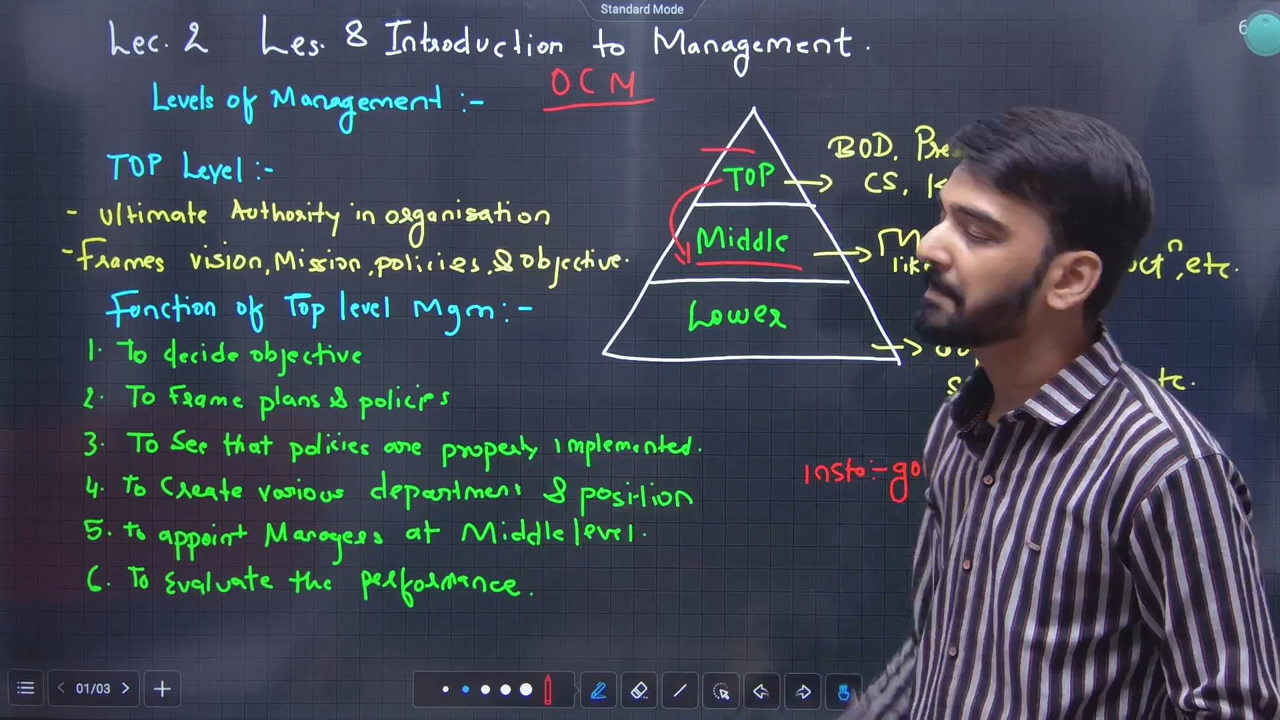 Standard Mode
6
Lec. 2 Les. 8 Introduction to Management.
OCM
Levels of Management :-
TOP Level :-
- Ultimate Authority in organisation
- Frames vision, Mission, policies, & objective.
Function of Top level Mgm :-
1. To decide objective
2. To Frame plans & policies
3. To See that policies are properly implemented.
4. To Create various department & position
5. To appoint Managers at Middle level.
6. To Evaluate the performance.
TOP
Middle
Lower
BOD,
CS,
like
etc.
Insta :-
01/03